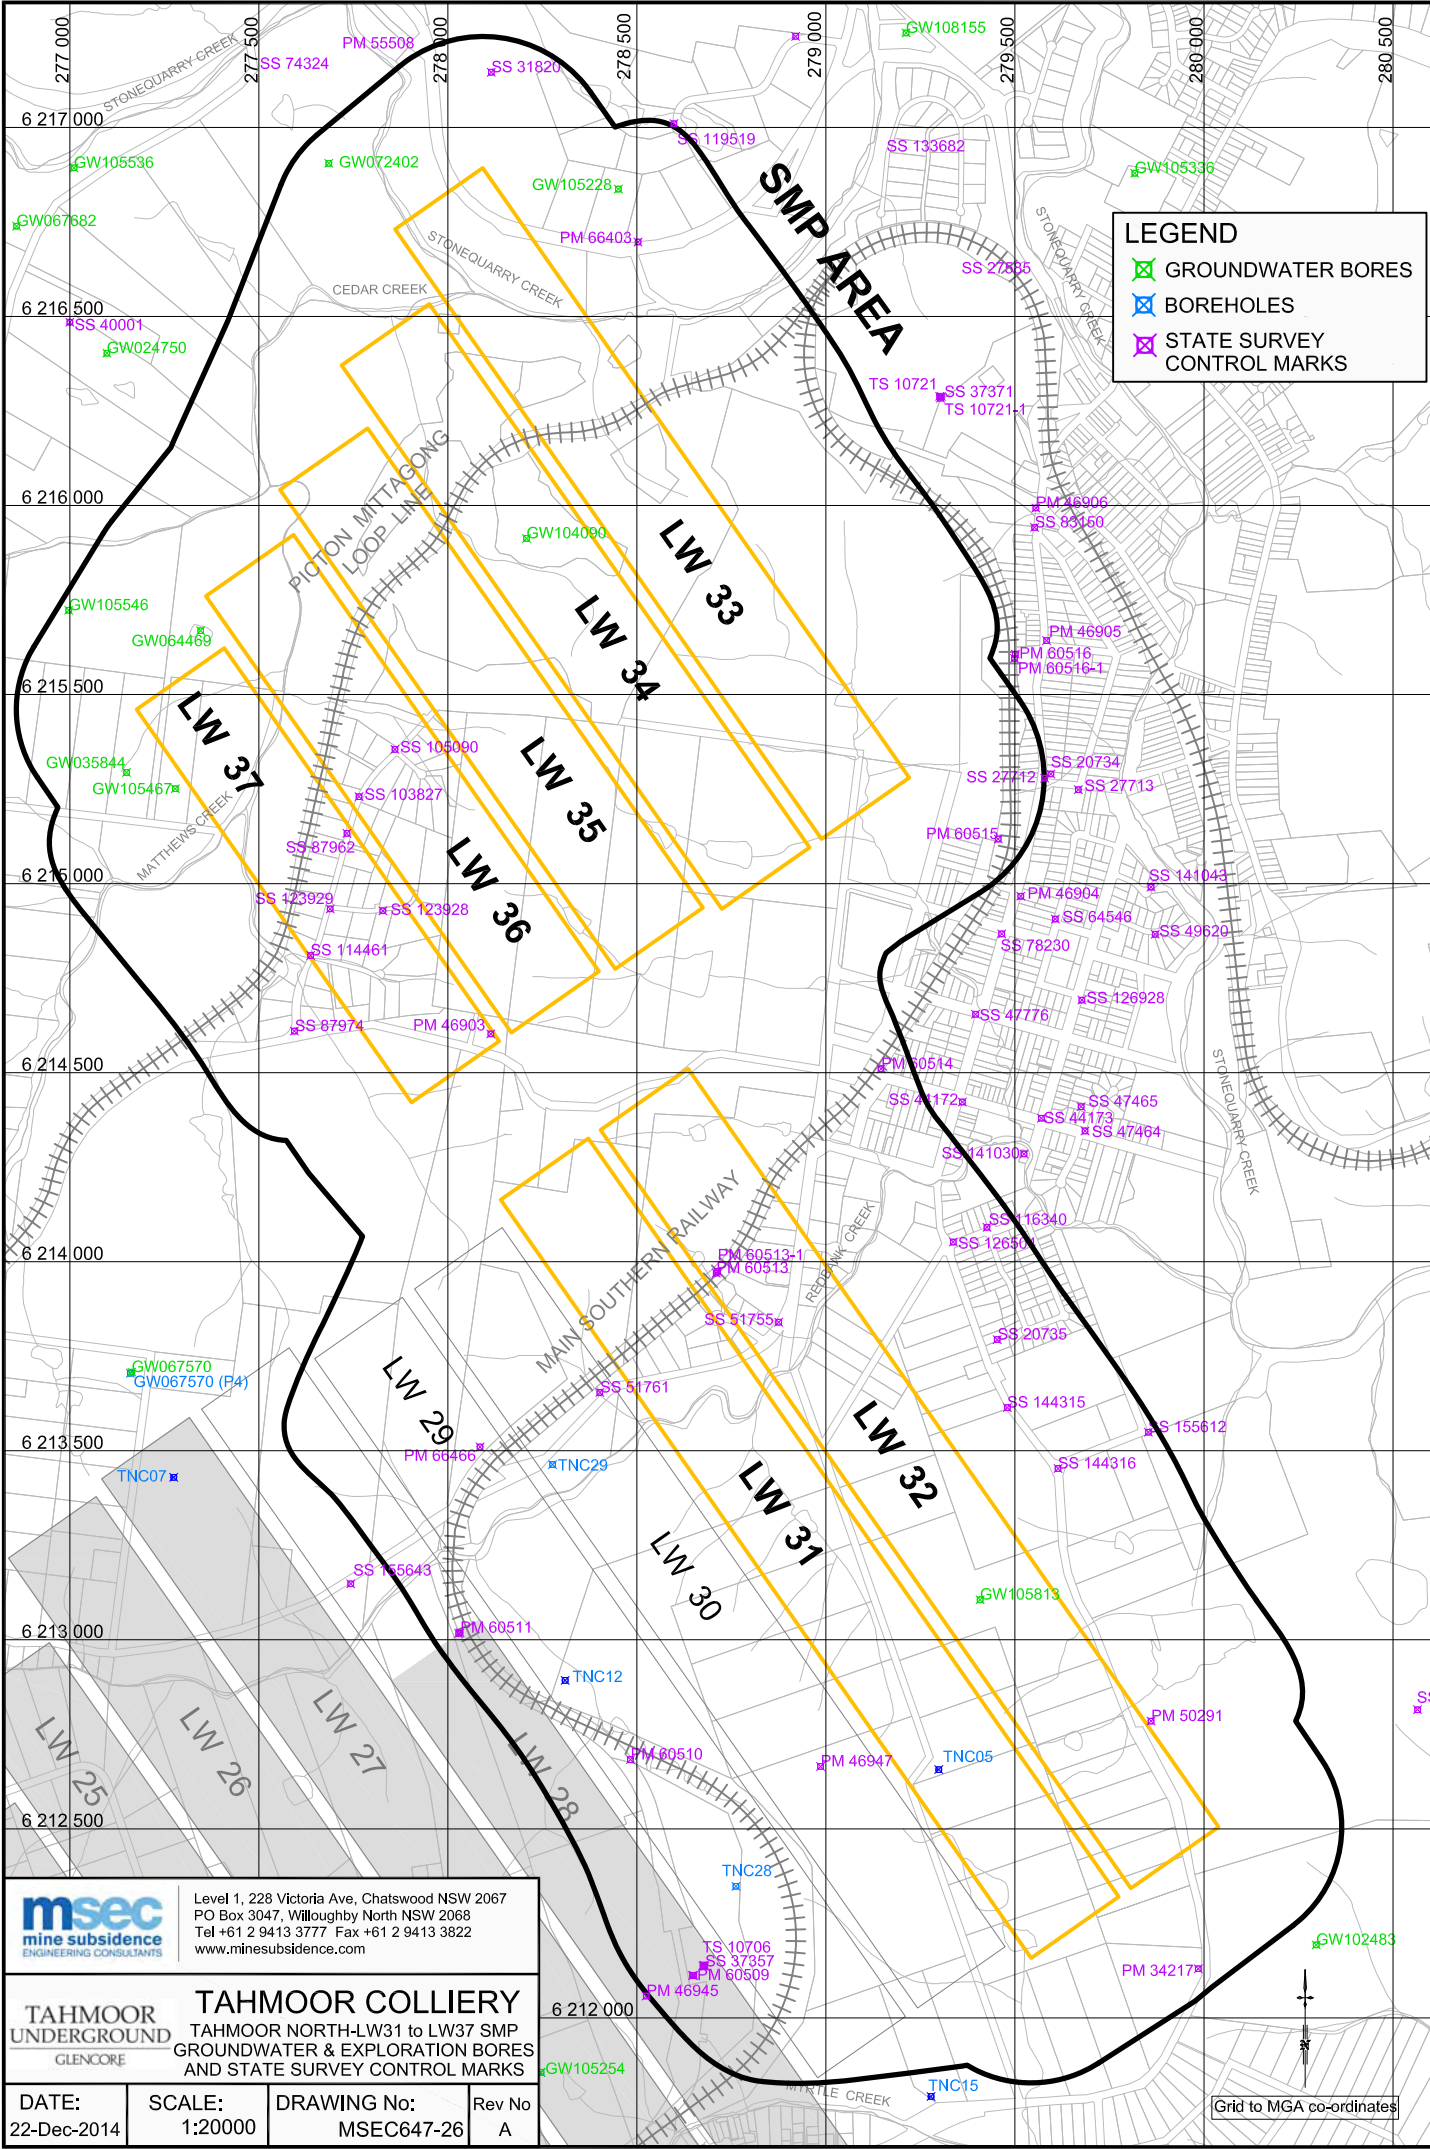 277 000
277 500
278 500
279 000
279 500
280 000
280 500
STONEQUARRY CREEK
SS 74324
PM 55508
SS 31820
GW108155
6 217 000
SS 119519
SS 133682
GW105536
GW072402
GW105228
GW105336
GW067682
PM 66403
STONEQUARRY CREEK
SMP AREA
STONEQUARRY CREEK
SS 27885
CEDAR CREEK
LEGEND
GROUNDWATER BORES
BOREHOLES
STATE SURVEY
CONTROL MARKS
6 216 500
SS 40001
GW024750
TS 10721
SS 37371
TS 10721-1
PICTON MITTAGONG
LOOP LINE
6 216 000
GW104090
PM 46906
SS 83150
LW 33
LW 34
GW105546
GW064469
PM 46905
PM 60516
PM 60516-1
6 215 500
LW 37
LW 35
SS 105090
GW035844
GW105467
SS 103827
SS 20734
SS 27712
SS 27713
MATTHEWS CREEK
SS 87962
PM 60515
LW 36
6 215 000
SS 141043
SS 123929
SS 123928
PM 46904
SS 64546
SS 78230
SS 49620
SS 114461
SS 126928
SS 87974
PM 46903
SS 47776
6 214 500
PM 60514
STONEQUARRY CREEK
SS 44172
SS 47465
SS 44173
SS 47464
SS 141030
MAIN SOUTHERN RAILWAY
REDBANK CREEK
SS 116340
SS 126501
6 214 000
PM 60513-1
PM 60513
SS 51755
SS 20735
GW067570
GW067570 (P4)
LW 29
SS 51761
LW 32
SS 144315
SS 155612
6 213 500
PM 66466
TNC07
TNC29
SS 144316
LW 31
LW 30
SS 155643
GW105813
PM 60511
6 213 000
TNC12
LW 25
LW 26
LW 27
LW 28
PM 50291
PM 60510
PM 46947
TNC05
6 212 500
TNC28
msec
mine subsidence
ENGINEERING CONSULTANTS
Level 1, 228 Victoria Ave, Chatswood NSW 2067
PO Box 3047, Willoughby North NSW 2068
Tel +61 2 9413 3777 Fax +61 2 9413 3822
www.minesubsidence.com
TS 10706
SS 37357
PM 60509
PM 46945
GW102483
PM 34217
TAHMOOR
UNDERGROUND
GLENCORE
TAHMOOR COLLIERY
TAHMOOR NORTH-LW31 to LW37 SMP
GROUNDWATER & EXPLORATION BORES
AND STATE SURVEY CONTROL MARKS
6 212 000
N
GW105254
MYRTLE CREEK
TNC15
Grid to MGA co-ordinates
DATE:
22-Dec-2014
SCALE:
1:20000
DRAWING No:
MSEC647-26
Rev No
A